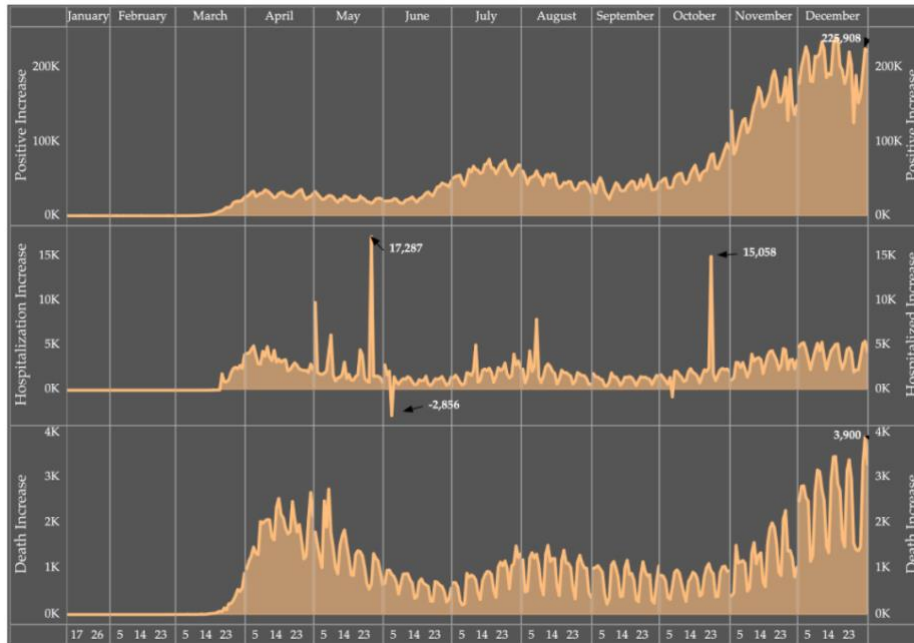 January February March April May June July August September October November December
Positive Increase
200K
100K
0K
225,908
200K
100K
0K
Positive Increase
Hospitalization Increase
15K
10K
5K
0K
17,287
-2,856
15,058
15K
10K
5K
0K
Hospitalized Increase
Death Increase
4K
3K
2K
1K
0K
3,900
4K
3K
2K
1K
0K
Death Increase
17 26 5 14 23 5 14 23 5 14 23 5 14 23 5 14 23 5 14 23 5 14 23 5 14 23 5 14 23 5 14 23 5 14 23